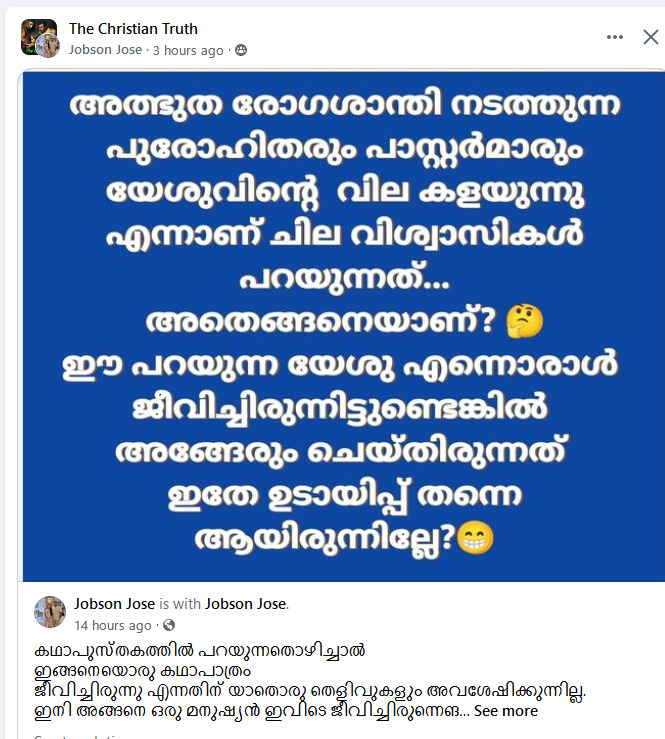 The Christian Truth
Jobson Jose · 3 hours ago ·
അത്ഭുത രോഗശാന്തി നടത്തുന്ന
പുരോഹിതരും പാസ്റ്റർമാരും
യേശുവിന്റെ വില കളയുന്നു
എന്നാണ് ചില വിശ്വാസികൾ
പറയുന്നത്...
അതെങ്ങനെയാണ്? 🤔
ഈ പറയുന്ന യേശു എന്നൊരാൾ
ജീവിച്ചിരുന്നിട്ടുണ്ടെങ്കിൽ
അങ്ങേരും ചെയ്തിരുന്നത്
ഇതേ ഉടായിപ്പ് തന്നെ
ആയിരുന്നില്ലേ?😁
Jobson Jose is with Jobson Jose.
14 hours ago ·
കഥാപുസ്തകത്തിൽ പറയുന്നതൊഴിച്ചാൽ
ഇങ്ങനെയൊരു കഥാപാത്രം
ജീവിച്ചിരുന്നു എന്നതിന് യാതൊരു തെളിവുകളും അവശേഷിക്കുന്നില്ല.
ഇനി അങ്ങനെ ഒരു മനുഷ്യൻ ഇവിടെ ജീവിച്ചിരുന്നെങ... See more